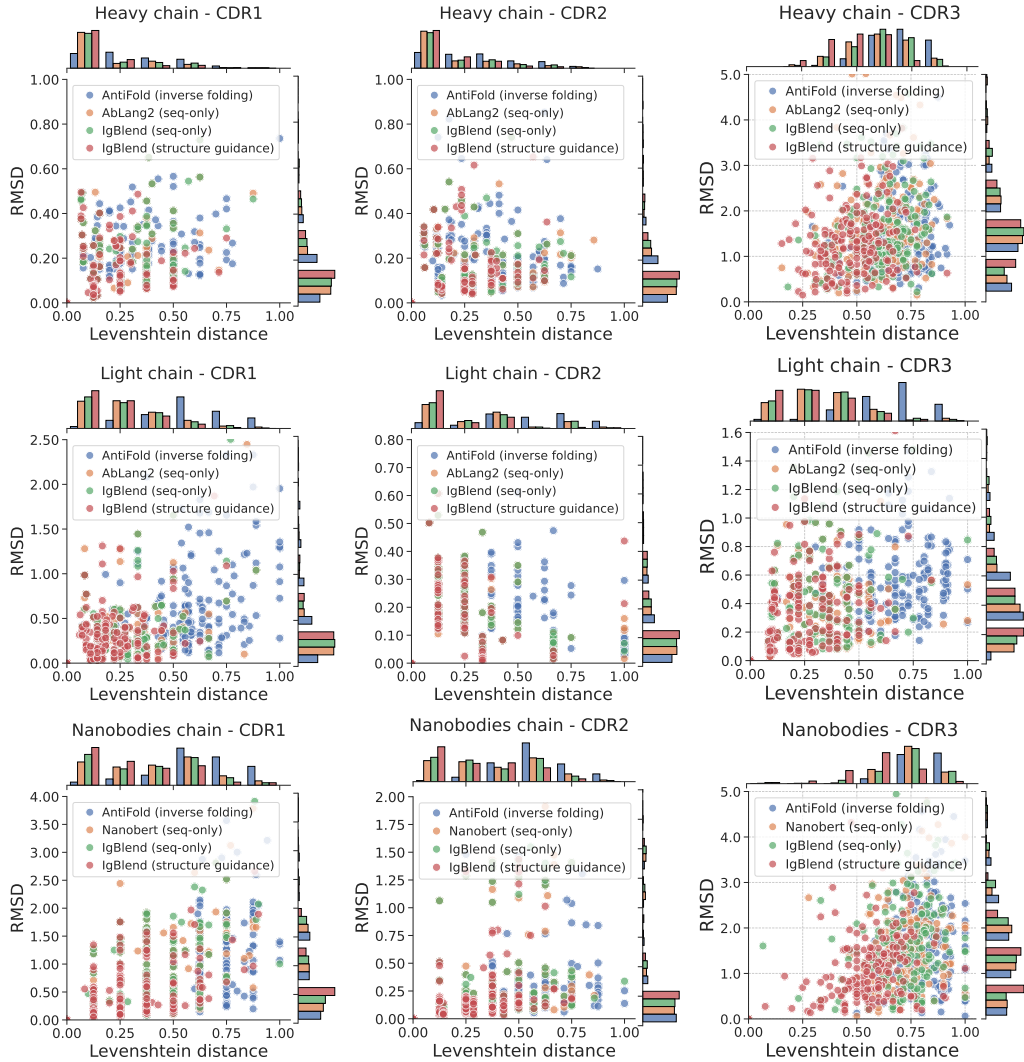 Heavy chain - CDR1
1.00
0.80
0.60
0.40
0.20
0.00
RMSD
AntiFold (inverse folding)
AbLang2 (seq-only)
IgBlend (seq-only)
IgBlend (structure guidance)
0.00 0.25 0.50 0.75 1.00
Levenshtein distance
Heavy chain - CDR2
1.00
0.80
0.60
0.40
0.20
0.00
RMSD
AntiFold (inverse folding)
AbLang2 (seq-only)
IgBlend (seq-only)
IgBlend (structure guidance)
0.00 0.25 0.50 0.75 1.00
Levenshtein distance
Heavy chain - CDR3
5.0
4.0
3.0
2.0
1.0
0.0
RMSD
AntiFold (inverse folding)
AbLang2 (seq-only)
IgBlend (seq-only)
IgBlend (structure guidance)
0.00 0.25 0.50 0.75 1.00
Levenshtein distance
Light chain - CDR1
2.50
2.00
1.50
1.00
0.50
0.00
RMSD
AntiFold (inverse folding)
AbLang2 (seq-only)
IgBlend (seq-only)
IgBlend (structure guidance)
0.00 0.25 0.50 0.75 1.00
Levenshtein distance
Light chain - CDR2
0.80
0.70
0.60
0.50
0.40
0.30
0.20
0.10
0.00
RMSD
AntiFold (inverse folding)
AbLang2 (seq-only)
IgBlend (seq-only)
IgBlend (structure guidance)
0.00 0.25 0.50 0.75 1.00
Levenshtein distance
Light chain - CDR3
1.6
1.4
1.2
1.0
0.8
0.6
0.4
0.2
0.0
RMSD
AntiFold (inverse folding)
AbLang2 (seq-only)
IgBlend (seq-only)
IgBlend (structure guidance)
0.00 0.25 0.50 0.75 1.00
Levenshtein distance
Nanobodies chain - CDR1
4.00
3.50
3.00
2.50
2.00
1.50
1.00
0.50
0.00
RMSD
AntiFold (inverse folding)
Nanobert (seq-only)
IgBlend (seq-only)
IgBlend (structure guidance)
0.00 0.25 0.50 0.75 1.00
Levenshtein distance
Nanobodies chain - CDR2
2.00
1.75
1.50
1.25
1.00
0.75
0.50
0.25
0.00
RMSD
AntiFold (inverse folding)
Nanobert (seq-only)
IgBlend (seq-only)
IgBlend (structure guidance)
0.00 0.25 0.50 0.75 1.00
Levenshtein distance
Nanobodies - CDR3
5.0
4.0
3.0
2.0
1.0
0.0
RMSD
AntiFold (inverse folding)
Nanobert (seq-only)
IgBlend (seq-only)
IgBlend (structure guidance)
0.00 0.25 0.50 0.75 1.00
Levenshtein distance